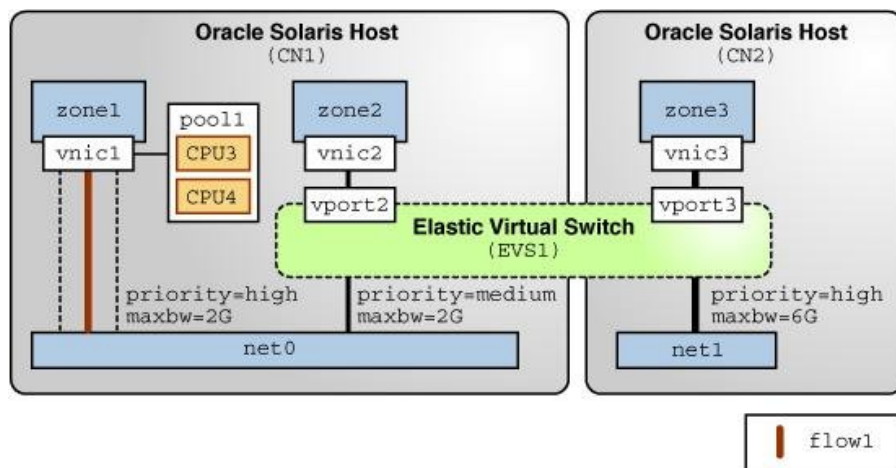 Oracle Solaris Host
(CN1)
zone1
vnic1
pool1
CPU3
CPU4
zone2
vnic2
vport2
Oracle Solaris Host
(CN2)
zone3
vnic3
vport3
Elastic Virtual Switch
(EVS1)
priority=high
maxbw=2G
priority=medium
maxbw=2G
priority=high
maxbw=6G
net0
net1
flow1